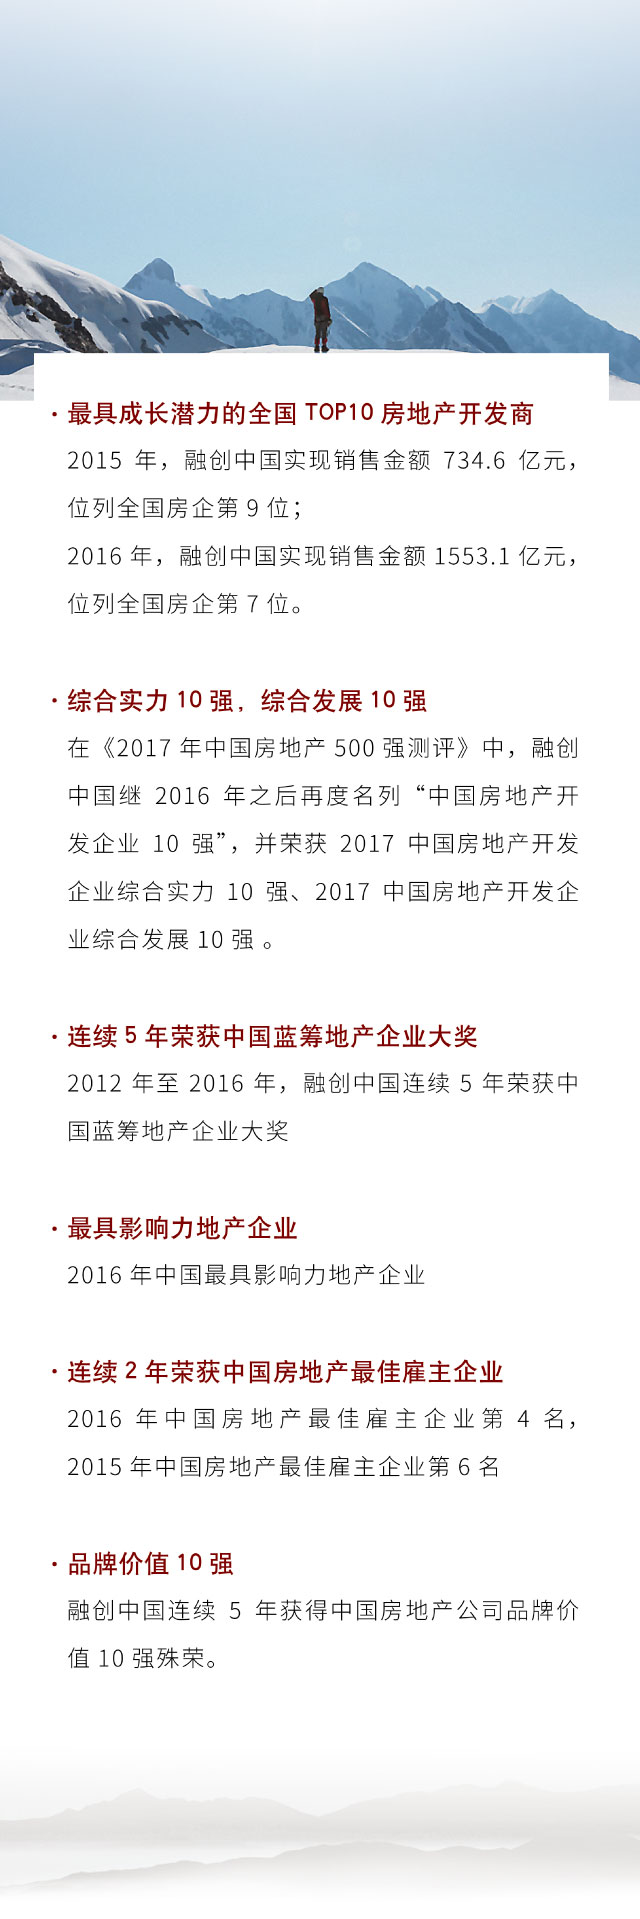 ·最具成长潜力的全国 TOP10 房地产开发商
2015 年，融创中国实现销售金额 734.6 亿元，
位列全国房企第 9 位；
2016 年，融创中国实现销售金额 1553.1 亿元，
位列全国房企第 7 位。
·综合实力 10 强，综合发展 10 强
在《2017 年中国房地产 500 强测评》中，融创
中国继 2016 年之后再度名列“中国房地产开
发企业 10 强”，并荣获 2017 中国房地产开发
企业综合实力 10 强、2017 中国房地产开发企
业综合发展 10 强 。
·连续 5 年荣获中国蓝筹地产企业大奖
2012 年至 2016 年，融创中国连续 5 年荣获中
国蓝筹地产企业大奖
·最具影响力地产企业
2016 年中国最具影响力地产企业
·连续 2 年荣获中国房地产最佳雇主企业
2016 年中国房地产最佳雇主企业第 4 名，
2015 年中国房地产最佳雇主企业第 6 名
·品牌价值 10 强
融创中国连续 5 年获得中国房地产公司品牌价
值 10 强殊荣。